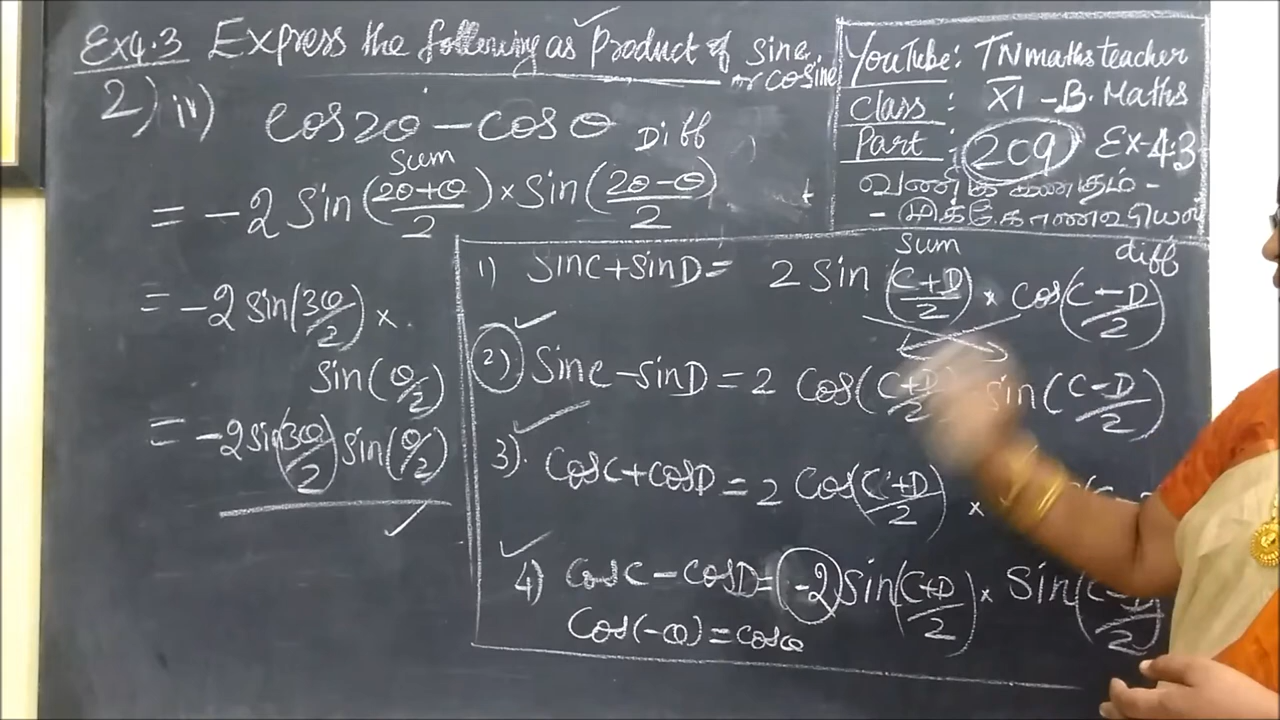 Ex4.3 Express the following as Product of sine or cosine
2) iv) cos2θ - cosθ Diff
Sum
= -2 Sin(2θ+θ/2) × Sin(2θ-θ/2)
= -2 Sin(3θ/2) ×
Sin(θ/2)
= -2 sin(3θ/2) Sin(θ/2)
YouTube: TNmathsteacher
Class: XI - B. Maths
Part: 209 Ex-4.3
வணிக கணிதம் -
Sum diff
1) SinC+SinD = 2 Sin (C+D/2) × Cos(C-D/2)
2) SinC - sinD = 2 Cos(C+D/2) sin(C-D/2)
3) CosC + cosD = 2 Cos(C+D/2) ×
4) CosC - cosD = -2 Sin(C+D/2) × Sin(C-D/2)
Cos(-θ) = cosθ